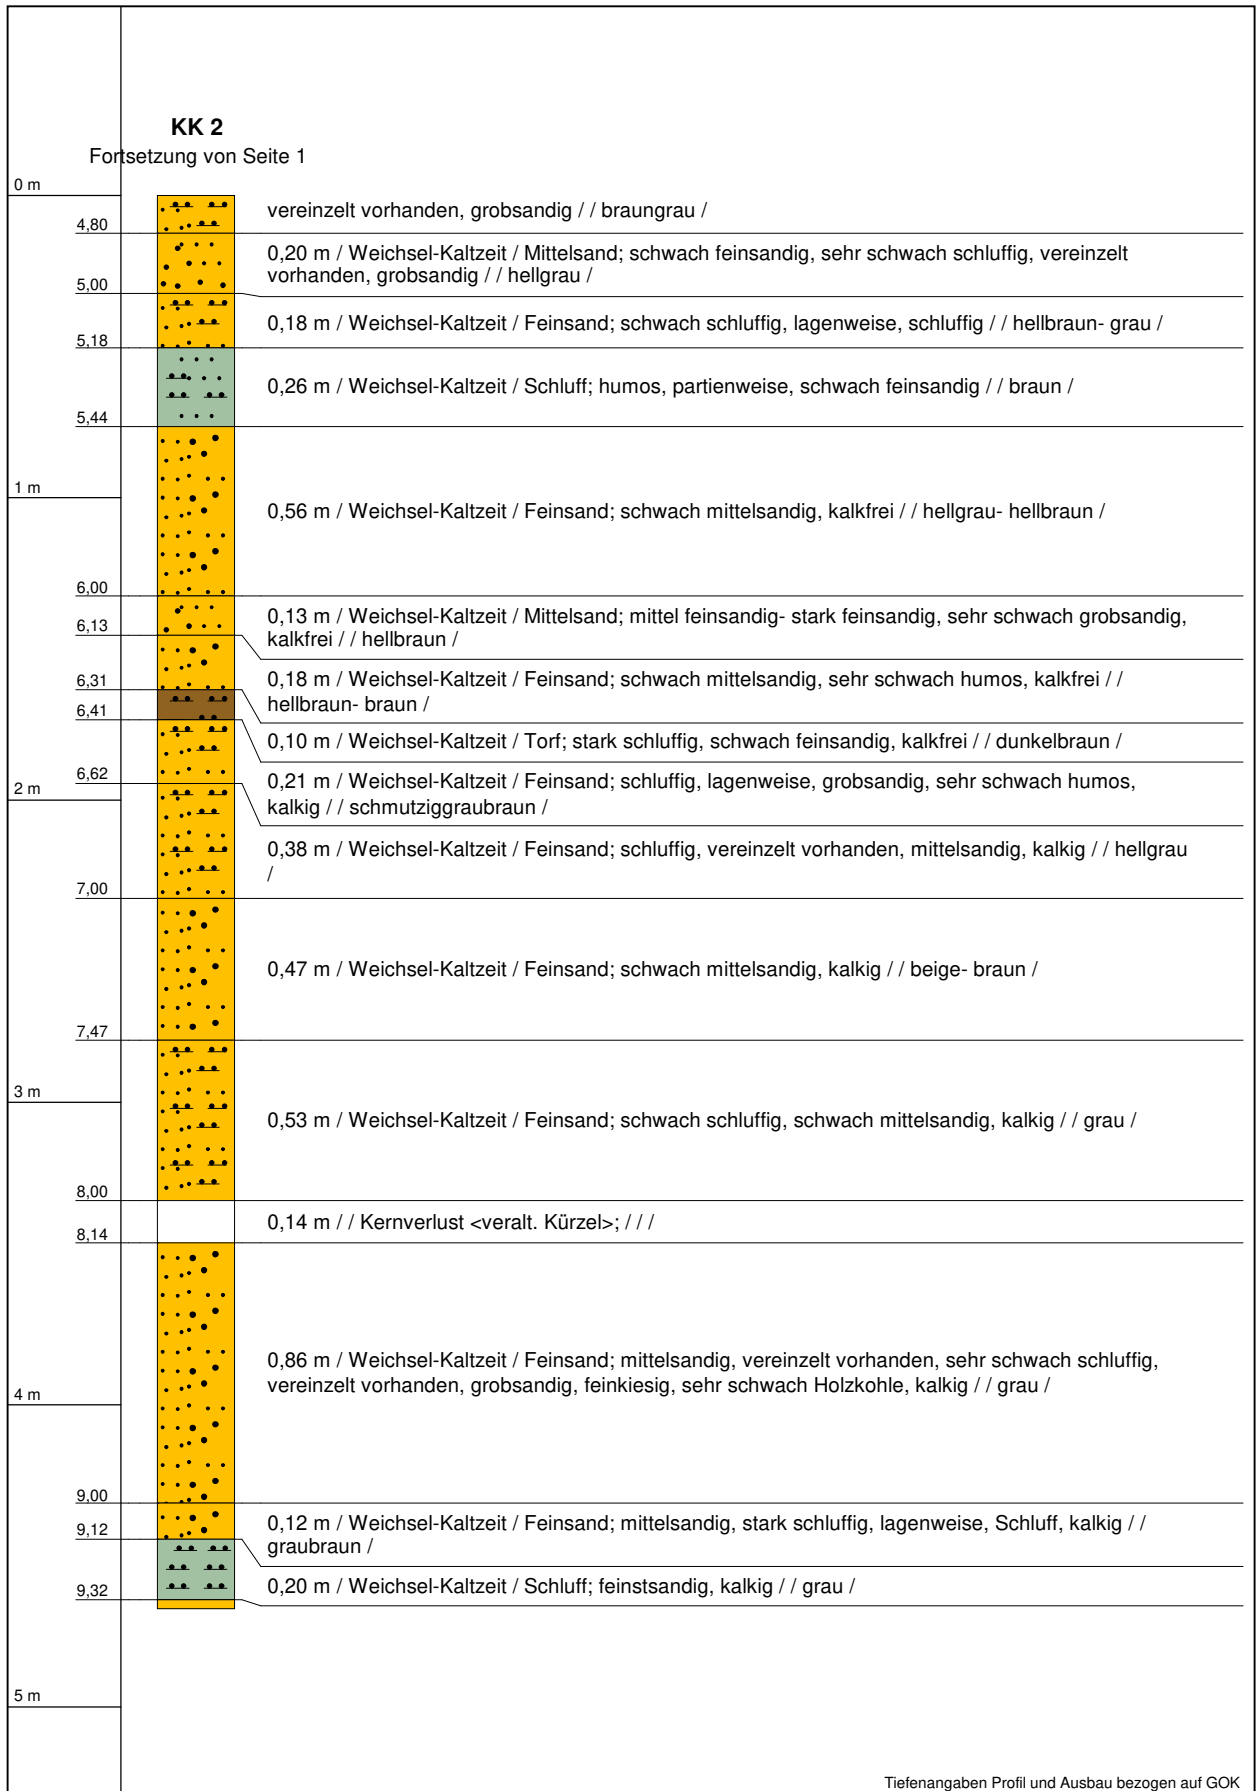 KK 2
Fortsetzung von Seite 1
0 m
vereinzelt vorhanden, grobsandig / / braungrau /
4,80
0,20 m / Weichsel-Kaltzeit / Mittelsand; schwach feinsandig, sehr schwach schluffig, vereinzelt
vorhanden, grobsandig / / hellgrau /
5,00
0,18 m / Weichsel-Kaltzeit / Feinsand; schwach schluffig, lagenweise, schluffig / / hellbraun- grau /
5,18
0,26 m / Weichsel-Kaltzeit / Schluff; humos, partienweise, schwach feinsandig / / braun /
5,44
1 m
0,56 m / Weichsel-Kaltzeit / Feinsand; schwach mittelsandig, kalkfrei / / hellgrau- hellbraun /
6,00
0,13 m / Weichsel-Kaltzeit / Mittelsand; mittel feinsandig- stark feinsandig, sehr schwach grobsandig,
kalkfrei / / hellbraun /
6,13
0,18 m / Weichsel-Kaltzeit / Feinsand; schwach mittelsandig, sehr schwach humos, kalkfrei / /
hellbraun- braun /
6,31
0,10 m / Weichsel-Kaltzeit / Torf; stark schluffig, schwach feinsandig, kalkfrei / / dunkelbraun /
6,41
0,21 m / Weichsel-Kaltzeit / Feinsand; schluffig, lagenweise, grobsandig, sehr schwach humos,
kalkig / / schmutziggraubraun /
6,62
2 m
0,38 m / Weichsel-Kaltzeit / Feinsand; schluffig, vereinzelt vorhanden, mittelsandig, kalkig / / hellgrau
/
7,00
0,47 m / Weichsel-Kaltzeit / Feinsand; schwach mittelsandig, kalkig / / beige- braun /
7,47
3 m
0,53 m / Weichsel-Kaltzeit / Feinsand; schwach schluffig, schwach mittelsandig, kalkig / / grau /
8,00
0,14 m / / Kernverlust <veralt. Kürzel>; / / /
8,14
0,86 m / Weichsel-Kaltzeit / Feinsand; mittelsandig, vereinzelt vorhanden, sehr schwach schluffig,
vereinzelt vorhanden, grobsandig, feinkiesig, sehr schwach Holzkohle, kalkig / / grau /
4 m
9,00
0,12 m / Weichsel-Kaltzeit / Feinsand; mittelsandig, stark schluffig, lagenweise, Schluff, kalkig / /
graubraun /
9,12
0,20 m / Weichsel-Kaltzeit / Schluff; feinstsandig, kalkig / / grau /
9,32
5 m
Tiefenangaben Profil und Ausbau bezogen auf GOK